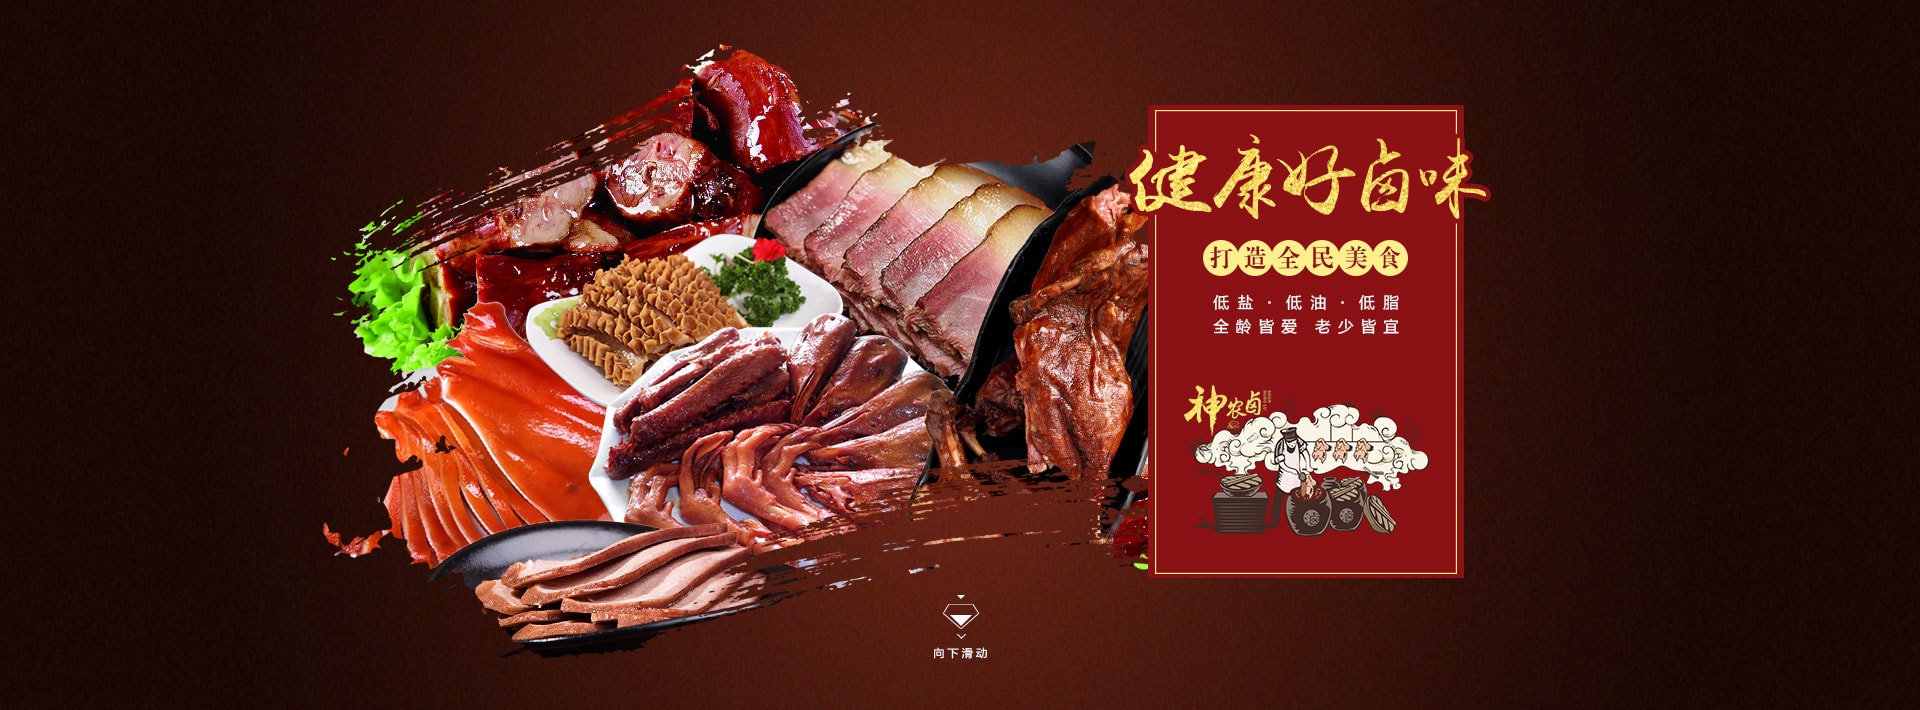 健康好卤味
打造全民美食
低盐·低油·低脂
全龄皆爱 老少皆宜
神农卤
向下滑动